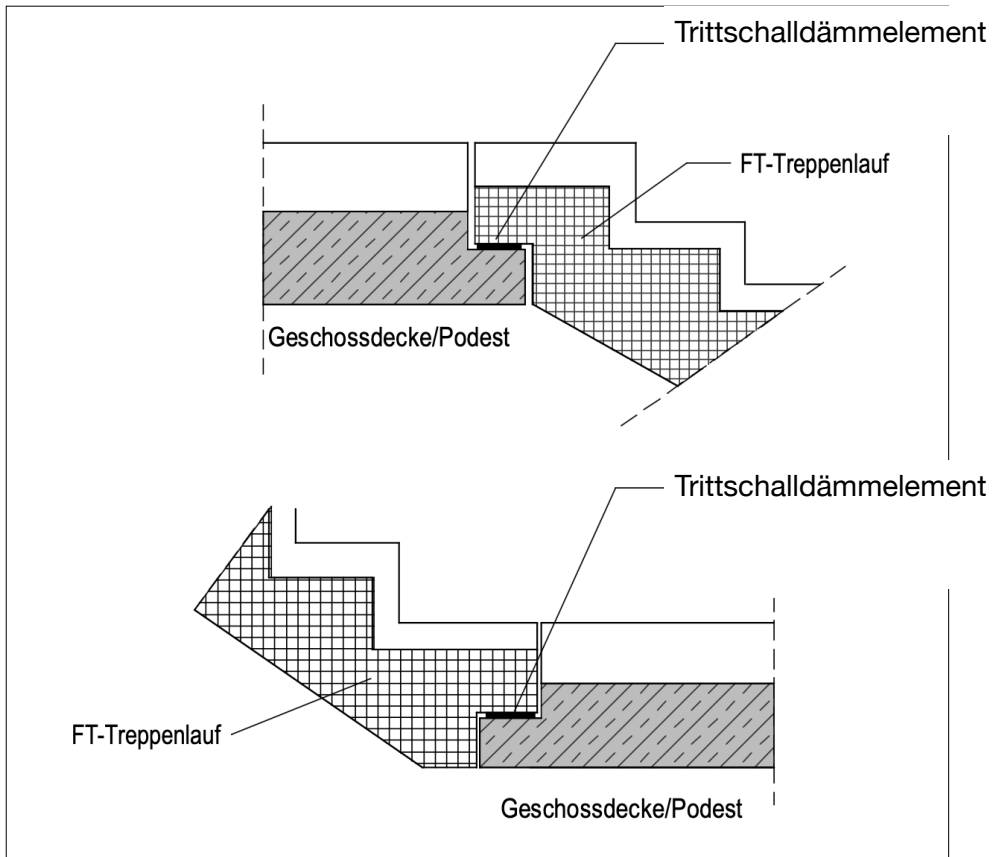 Trittschalldämmelement
FT-Treppenlauf
Geschossdecke/Podest
Trittschalldämmelement
FT-Treppenlauf
Geschossdecke/Podest